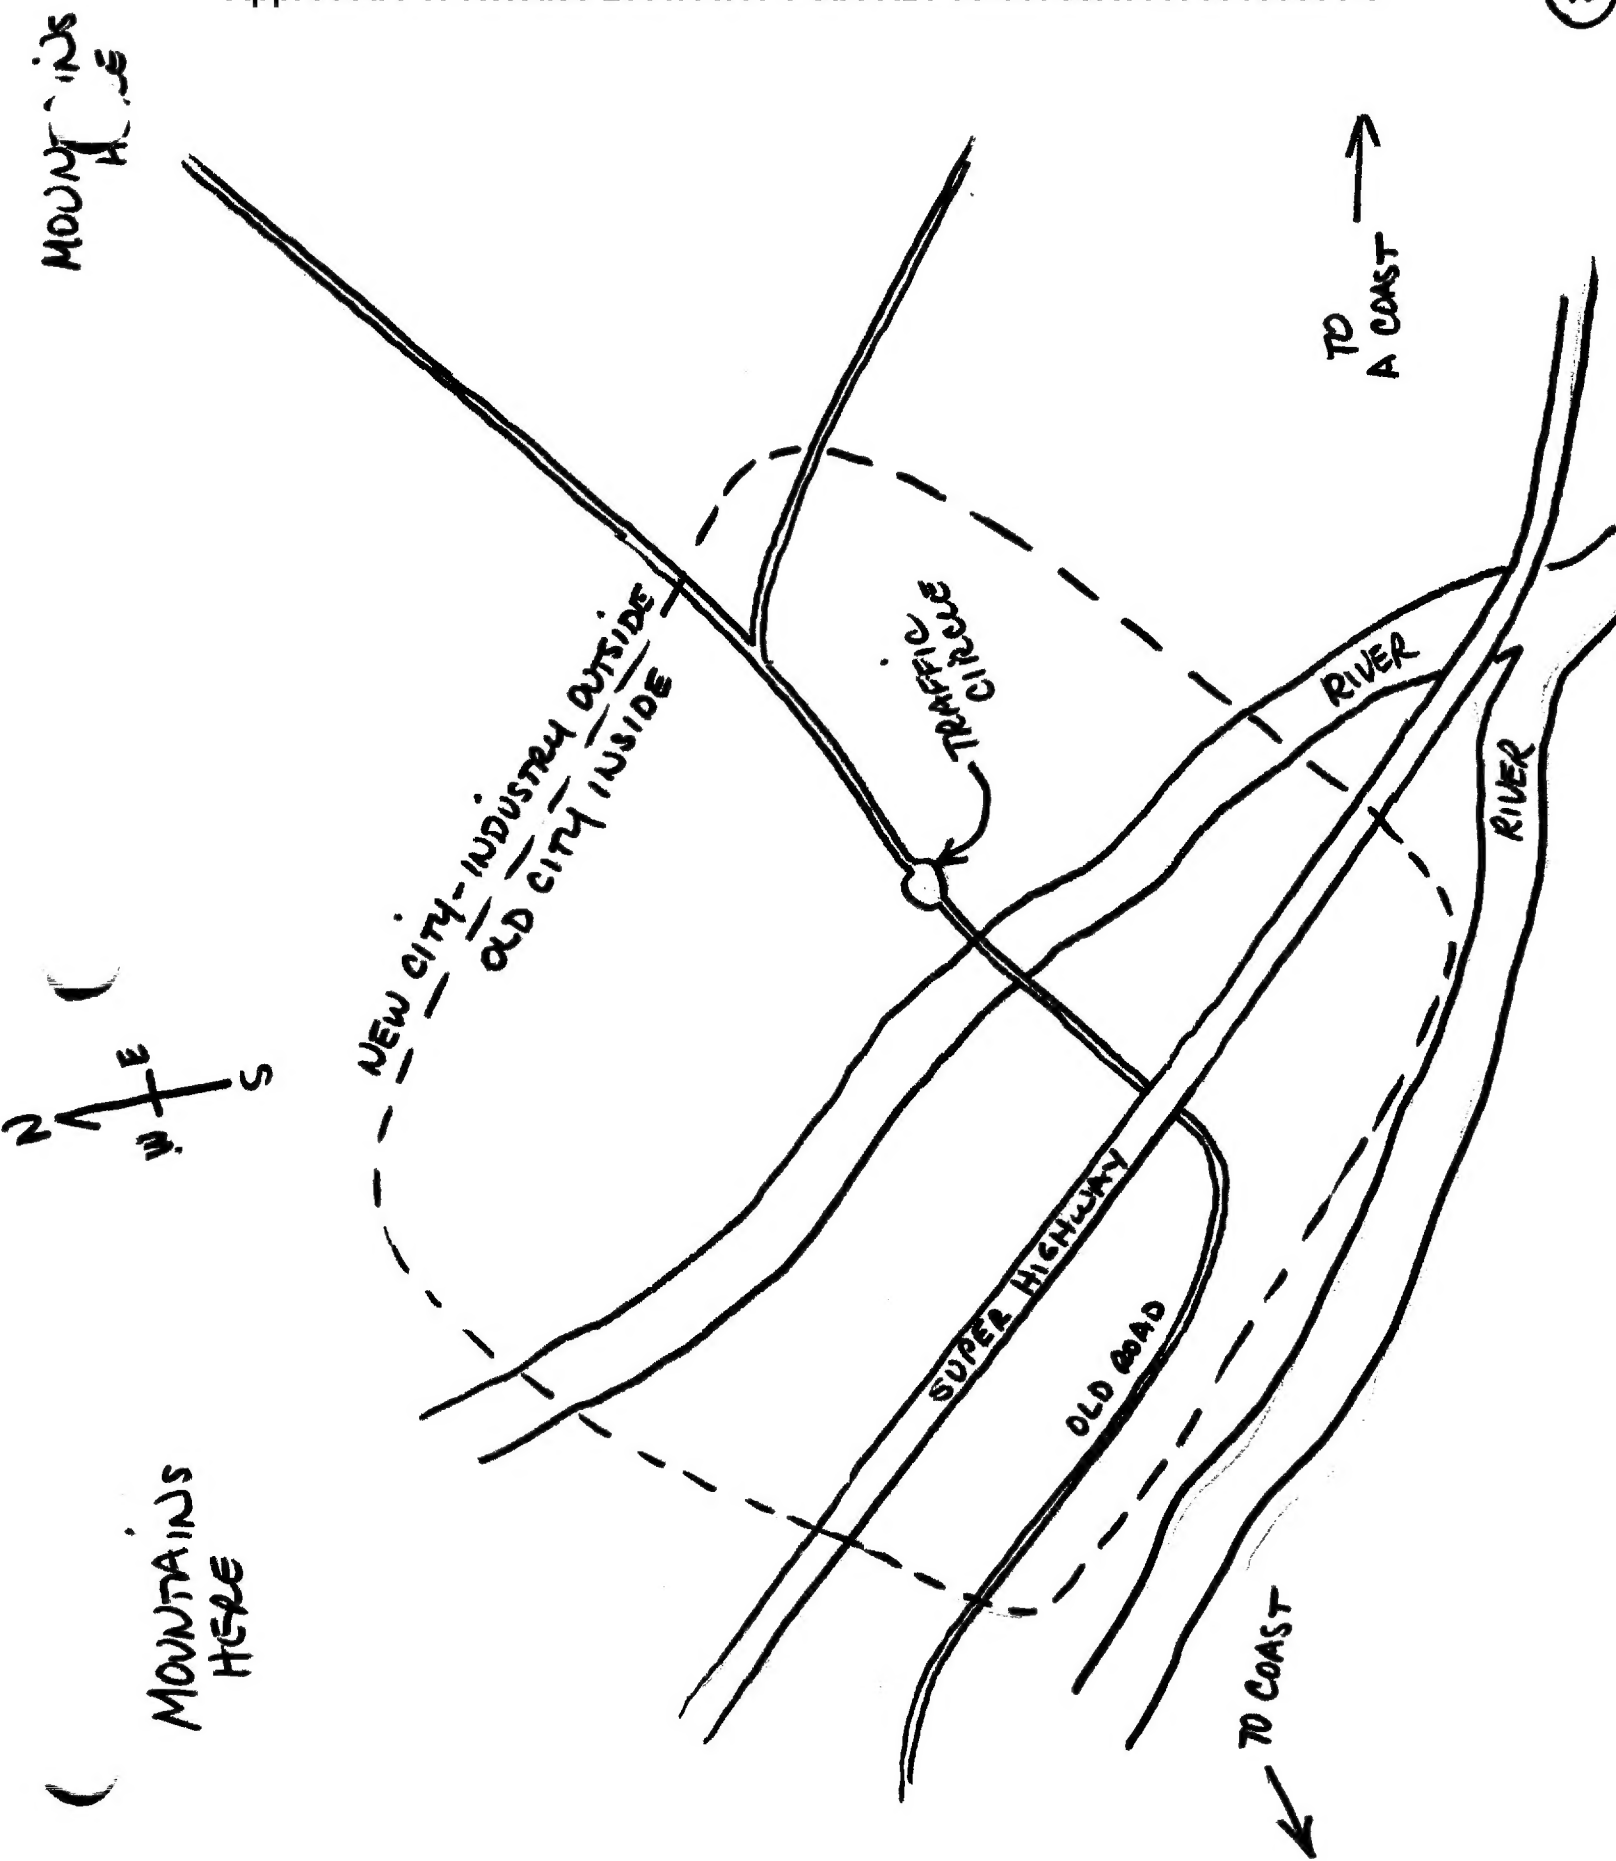 N
W. E
S
MOUNTAINS
HERE
NEW CITY-INDUSTRY OUTSIDE
OLD CITY INSIDE
TRAFFIC
CIRCLE
TO
A COAST
RIVER
RIVER
SUPER HIGHWAY
OLD ROAD
TO COAST